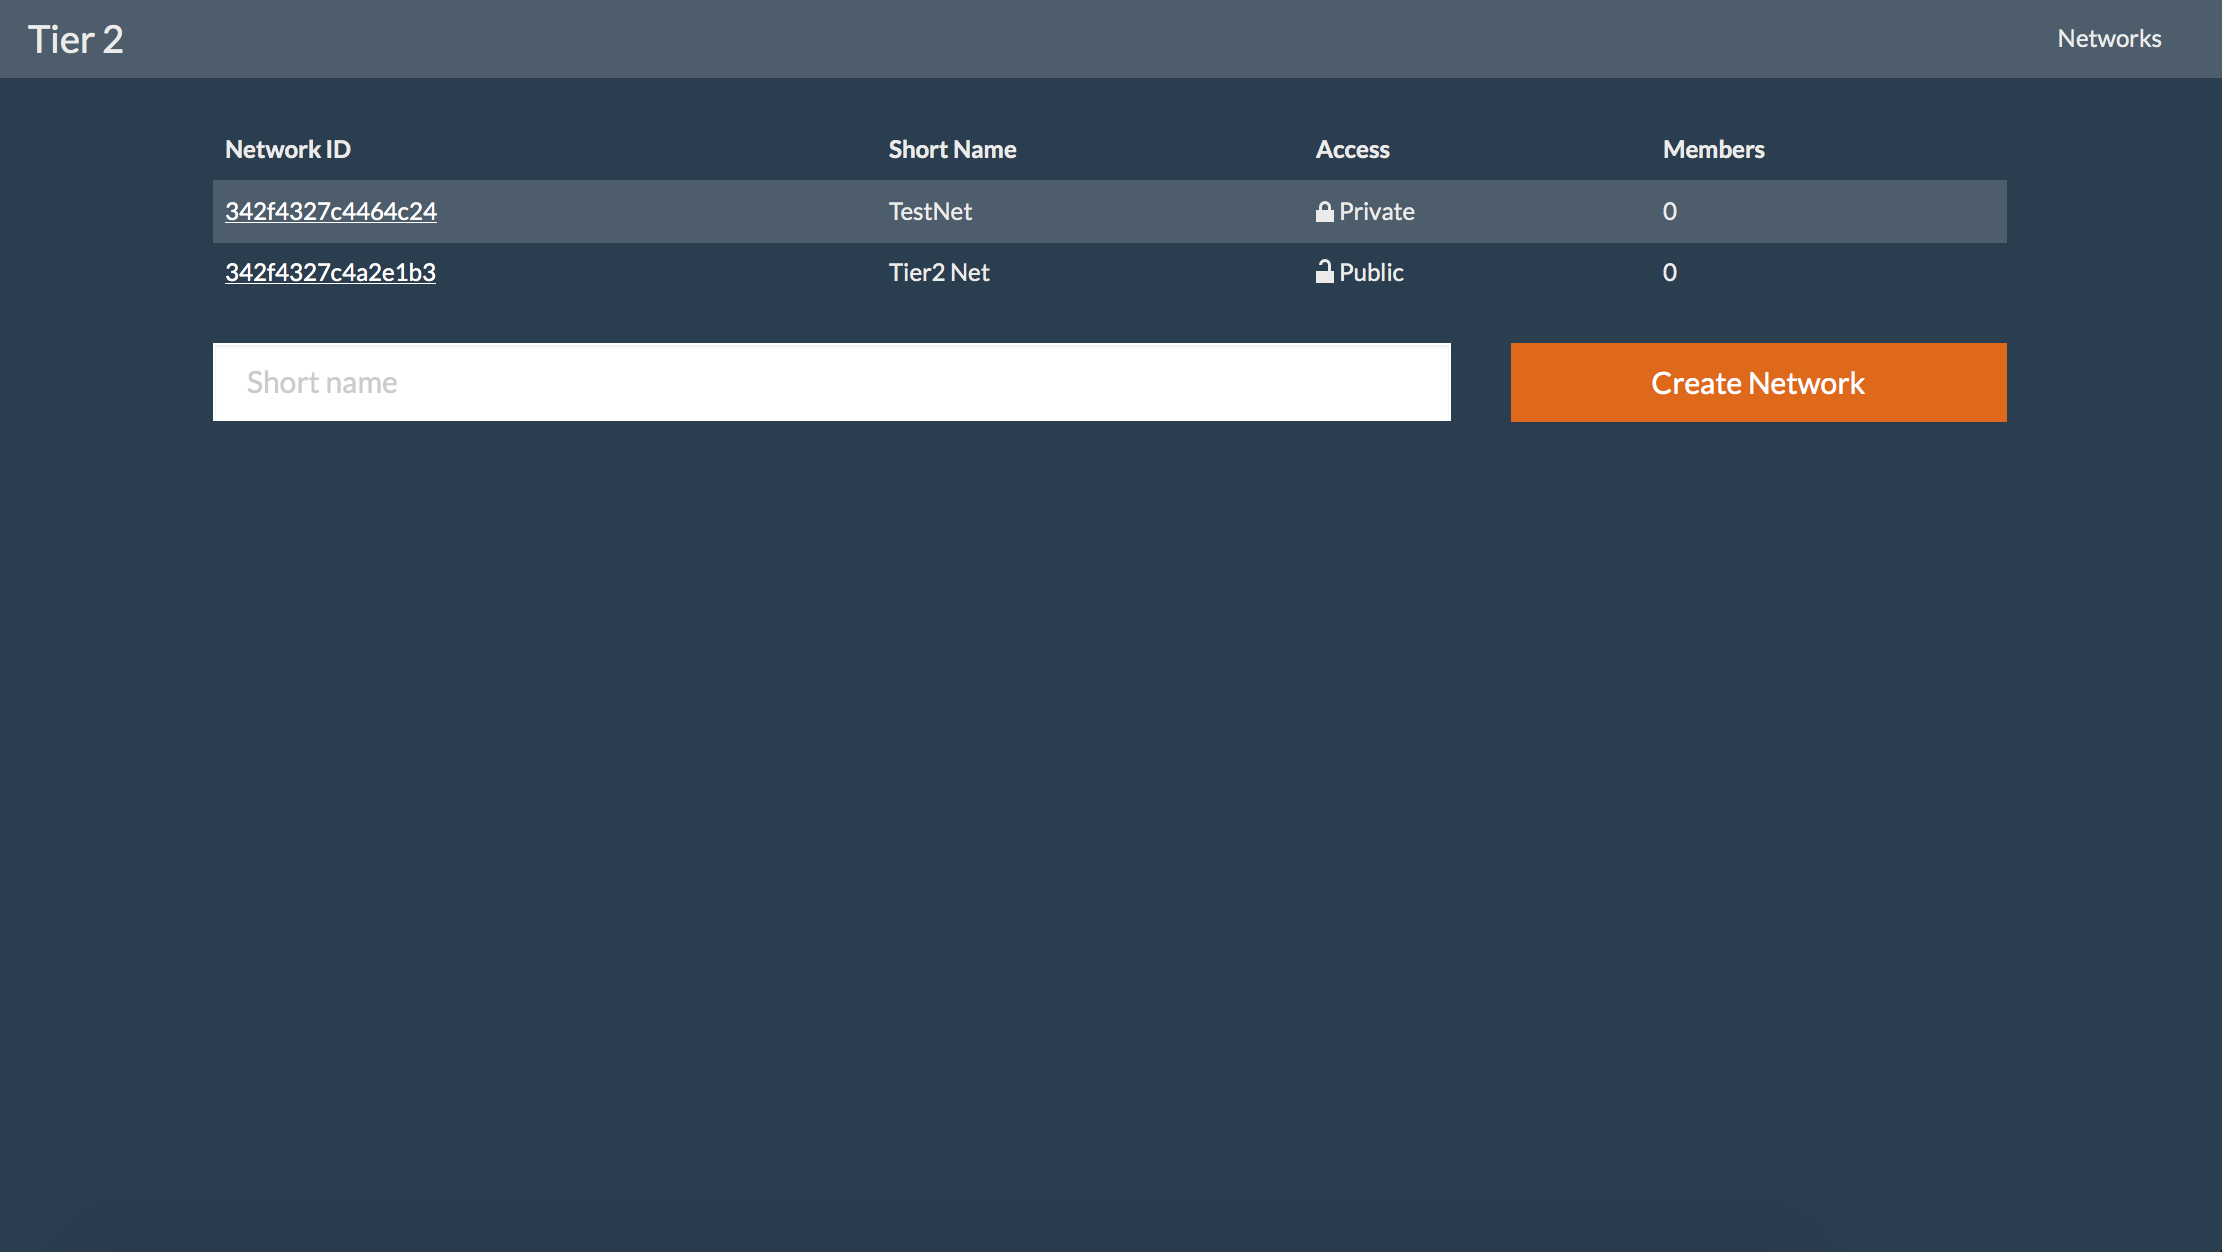 Tier 2 Networks
Network ID Short Name Access Members
342f4327c4464c24 TestNet Private 0
342f4327c4a2e1b3 Tier2 Net Public 0
Short name Create Network